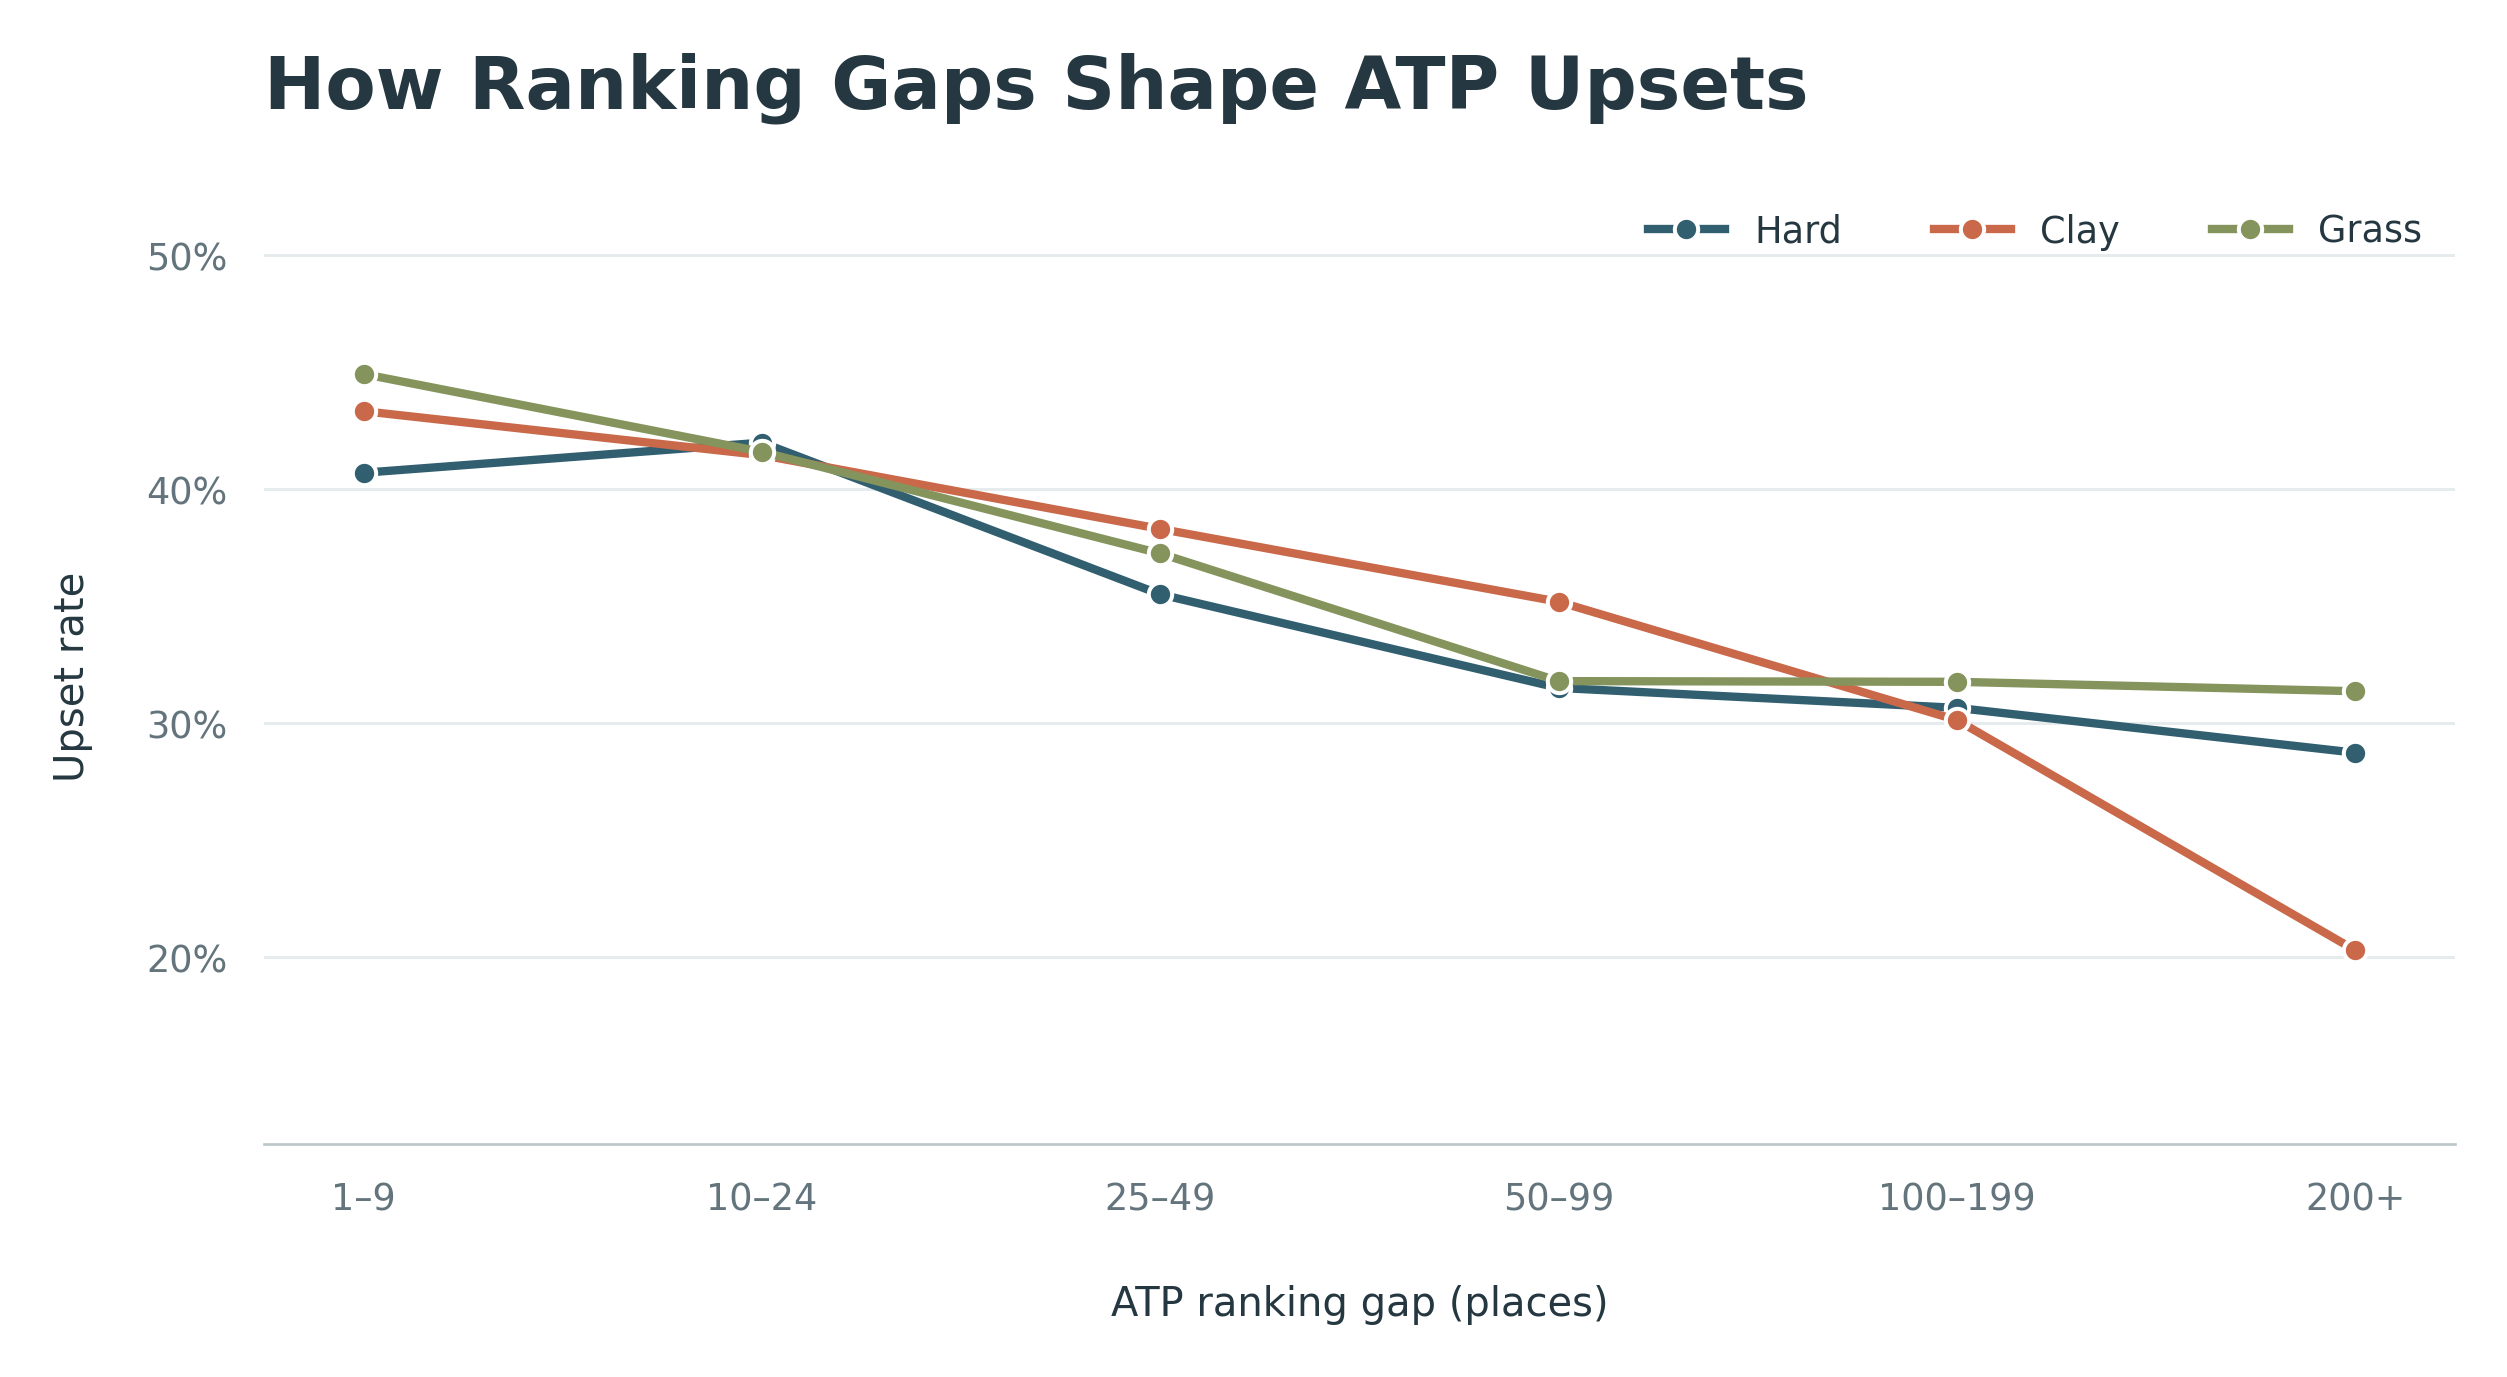 How Ranking Gaps Shape ATP Upsets
Hard Clay Grass
50%
40%
30%
20%
Upset rate
1–9 10–24 25–49 50–99 100–199 200+
ATP ranking gap (places)